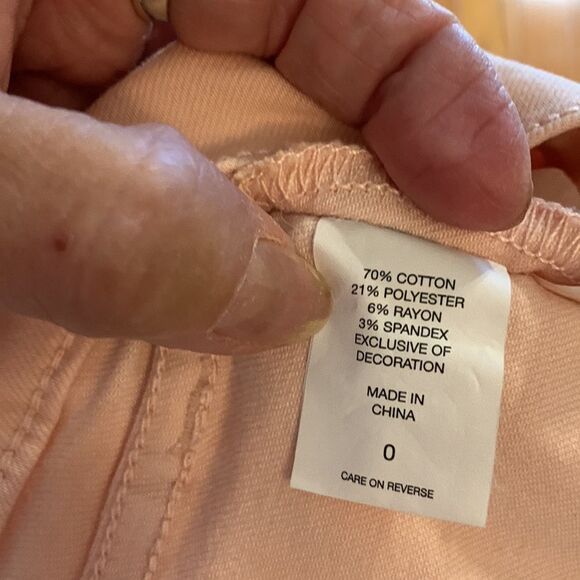 70% COTTON
21% POLYESTER
6% RAYON
3% SPANDEX
EXCLUSIVE OF
DECORATION
MADE IN
CHINA
0
CARE ON REVERSE